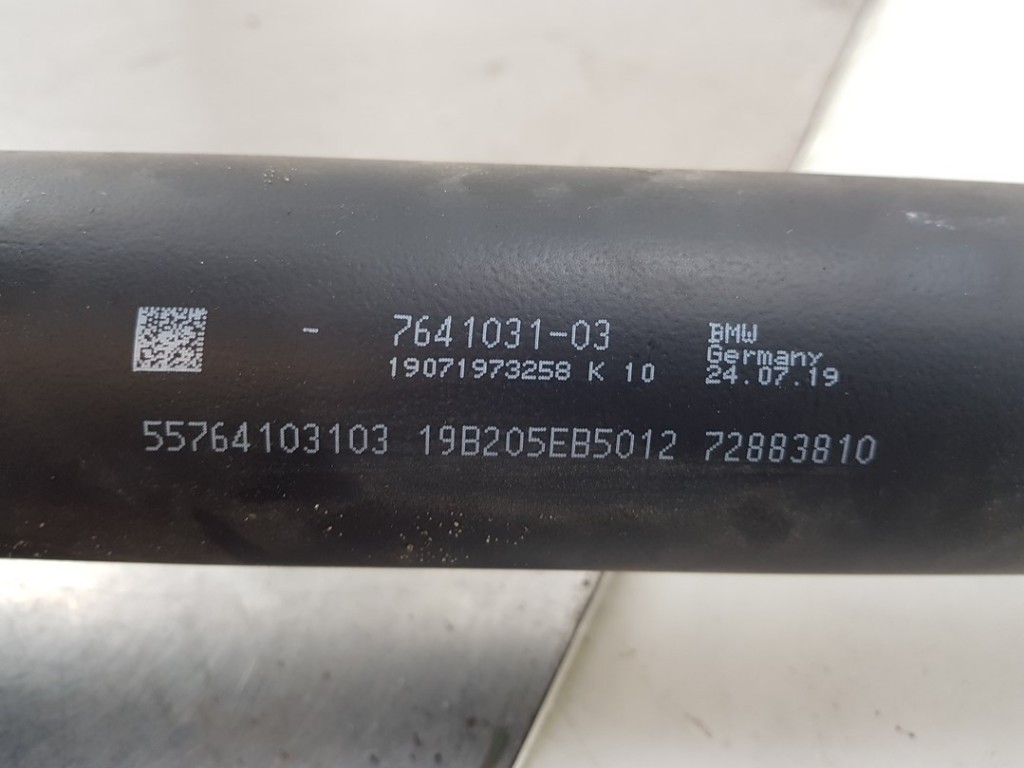 - 7641031-03
19071973258 K 10
BMW
Germany
24.07.19
55764103103 19B205EB5012 72883810